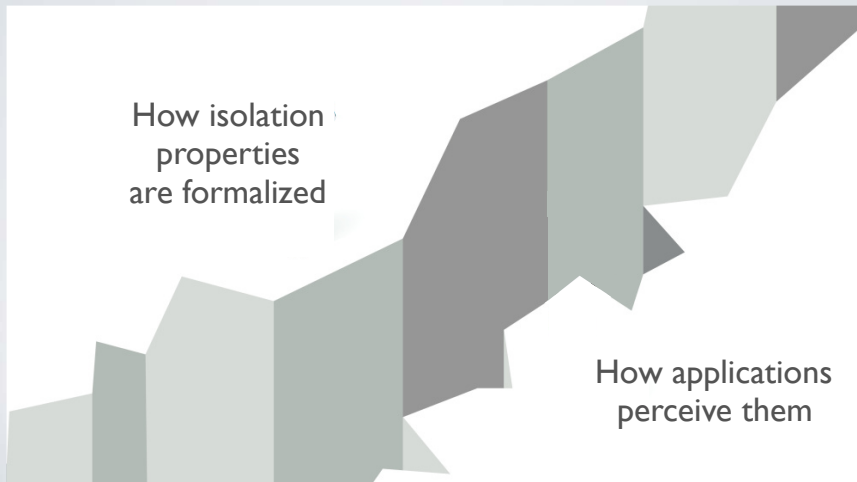 How isolation
properties
are formalized
How applications
perceive them